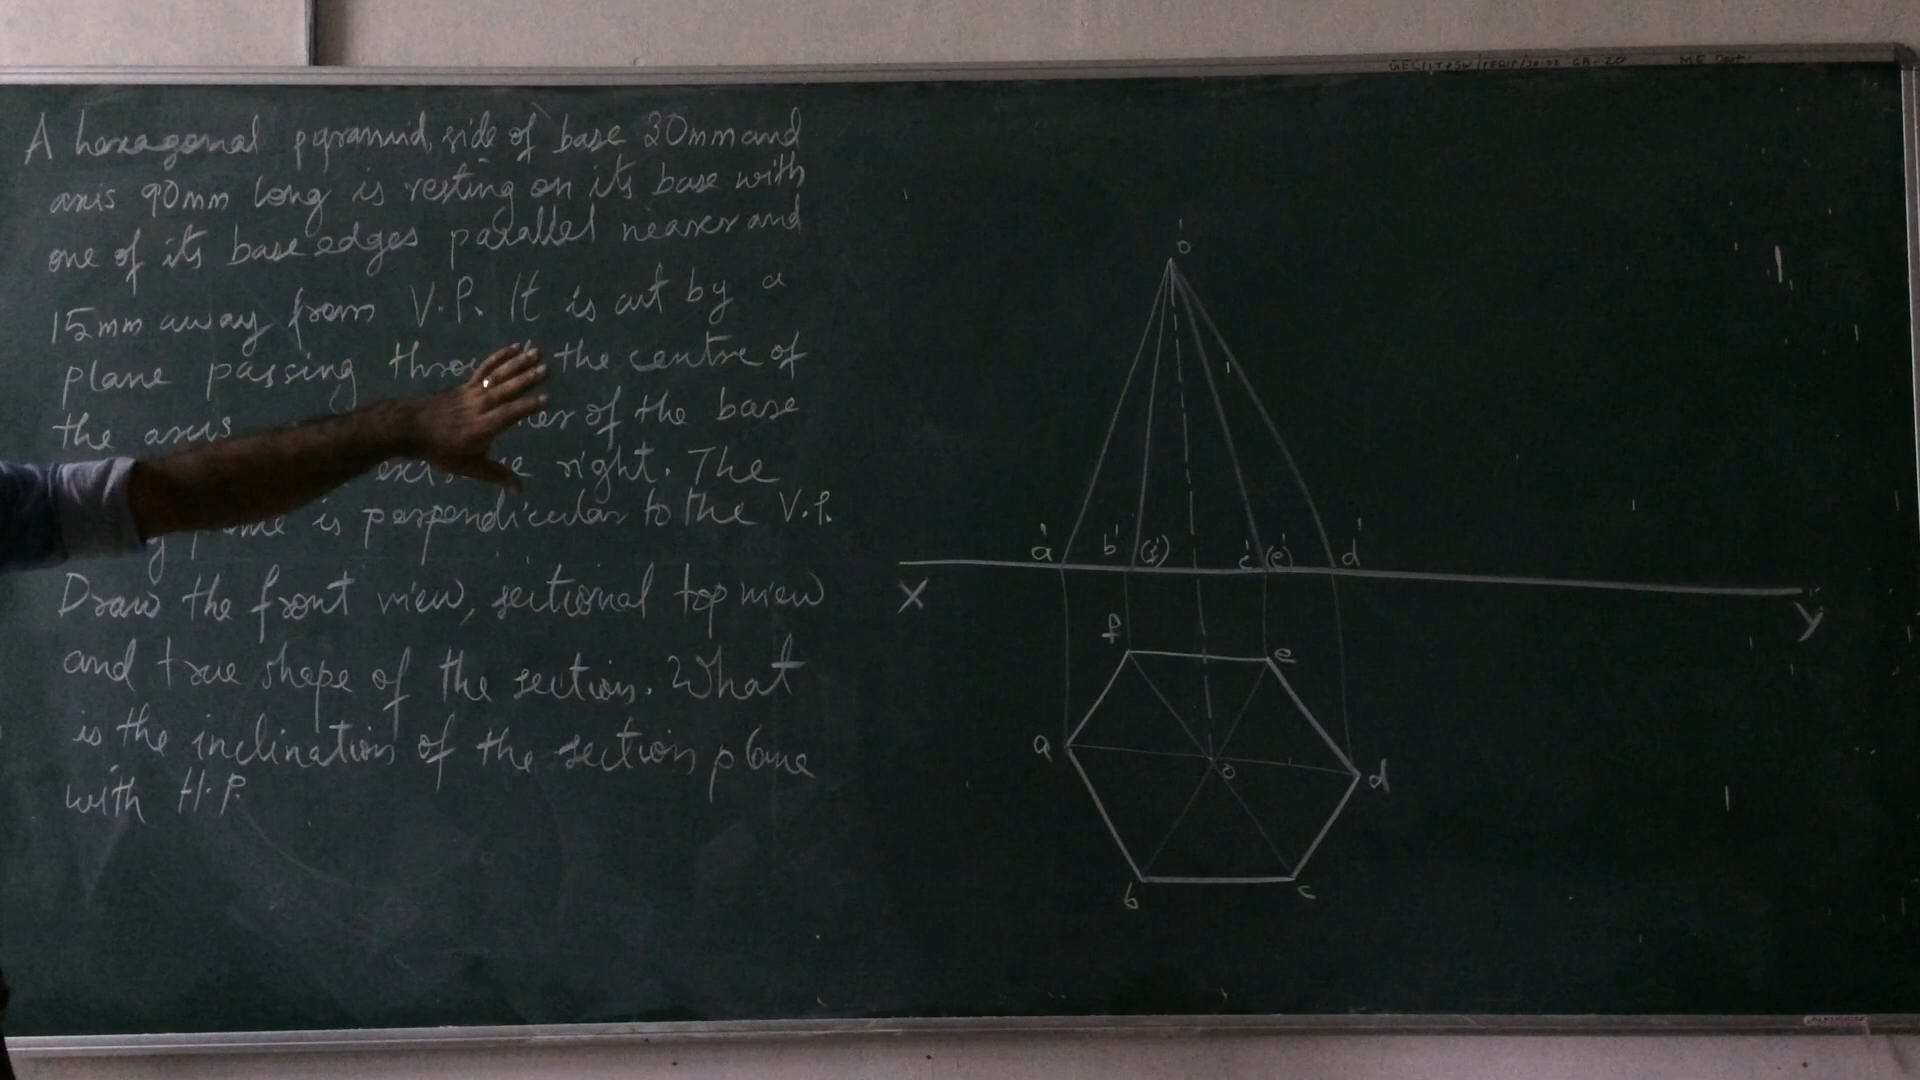 A hexagonal pyramid, side of base 30mm and
axis 90mm long is resting on its base with
one of its base edges parallel nearer and
15mm away from V.P. It is cut by a
plane passing the centre of
the axis of the base
right. The
is perpendicular to the V.P.
Draw the front view, sectional top view
and true shape of the section. What
is the inclination of the section plane
with H.P.
o'
a' b' (f') c' (e') d'
X Y
f e
a o d
b c